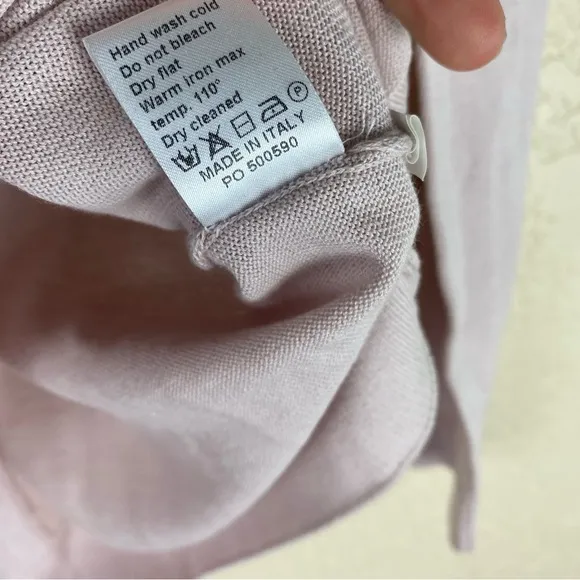 Hand wash cold
Do not bleach
Dry flat
Warm iron max
temp. 110°
Dry cleaned
P
MADE IN ITALY
PO 500590